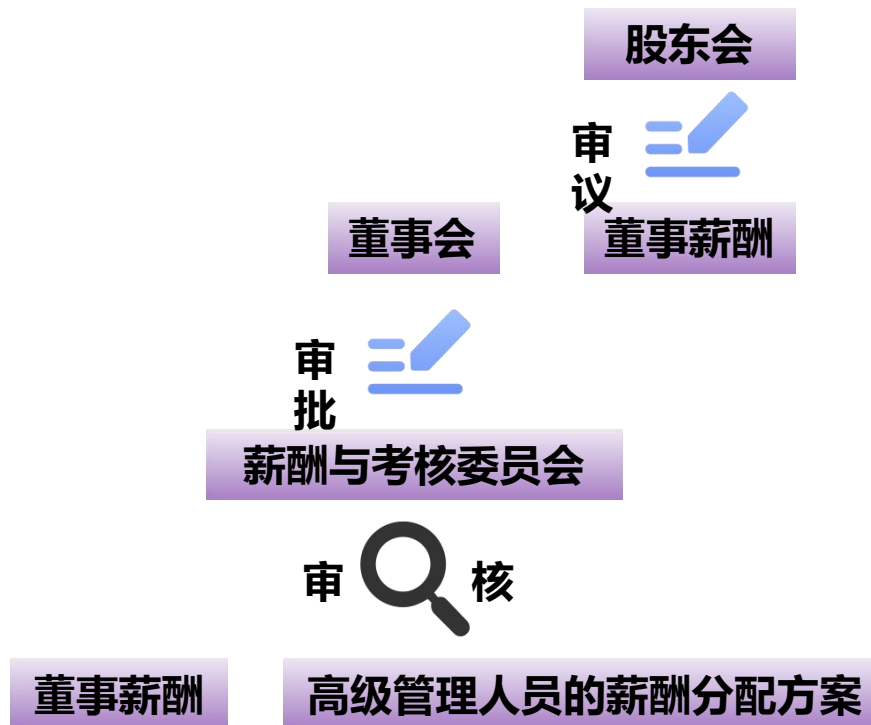 股东会
审
议
董事会
董事薪酬
审
批
薪酬与考核委员会
审 核
董事薪酬 高级管理人员的薪酬分配方案